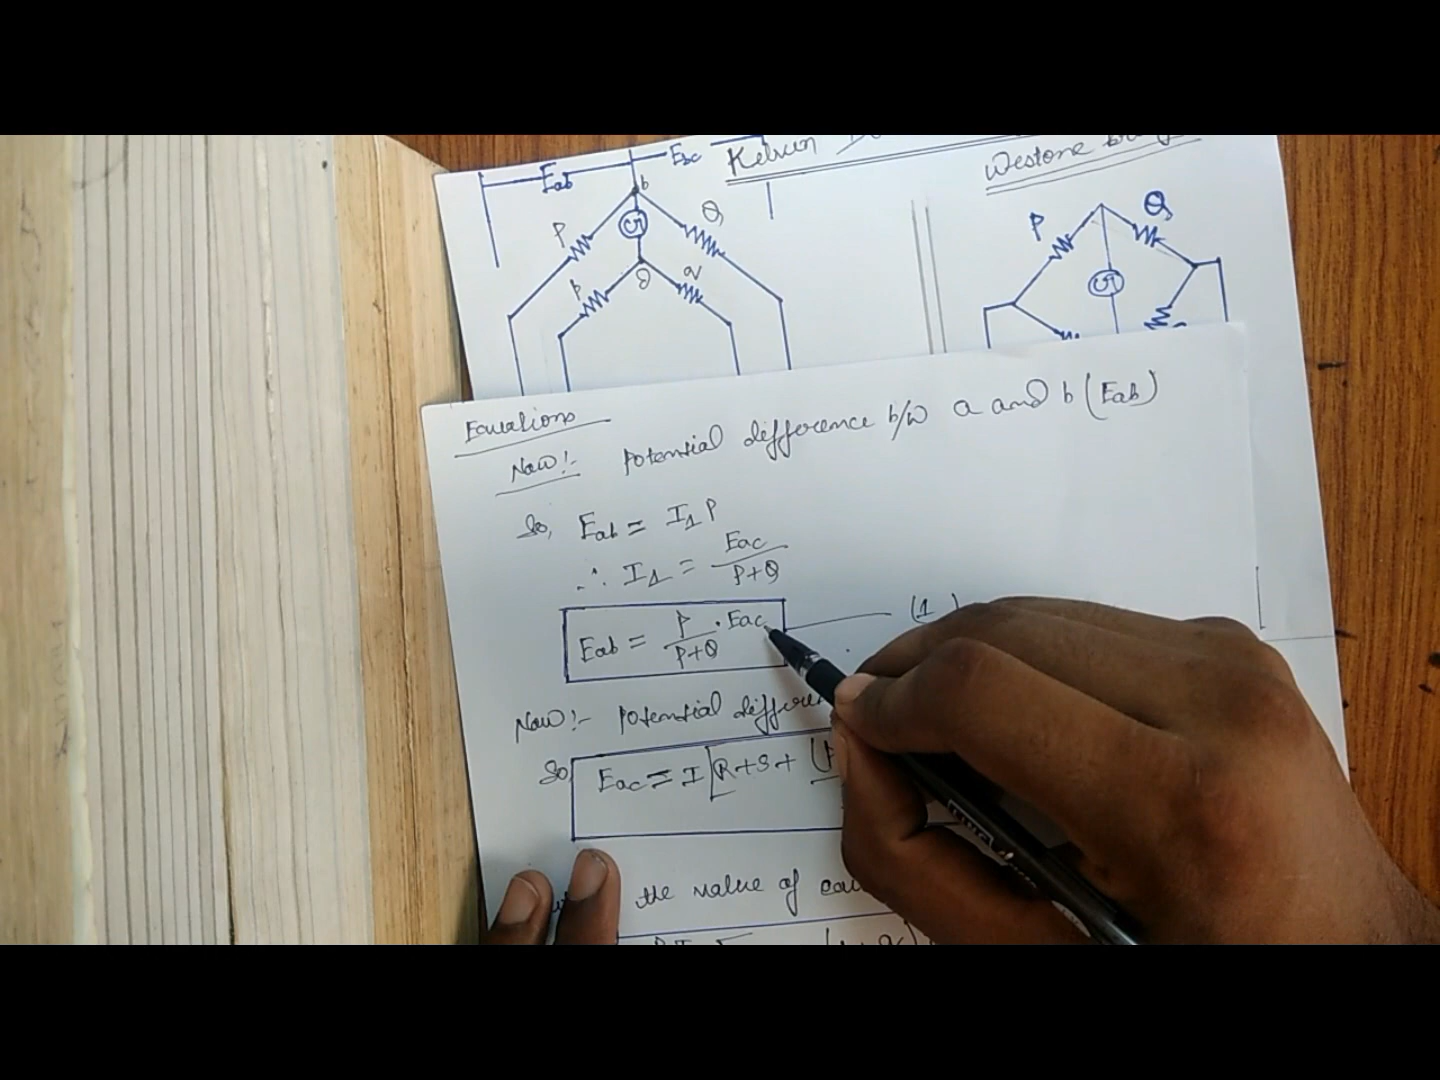 Eab
Ebc
Kelvin
Westone
b
P
Q
G
d
p
q
P
Q
G
Equations
Now:- Potential difference b/w a and b (Eab)
So, Eab = I1 P
∴ I1 = Eac / P+Q
Eab = P / P+Q . Eac (1)
Now:- Potential
So, Eac = I [R+S+
the value of